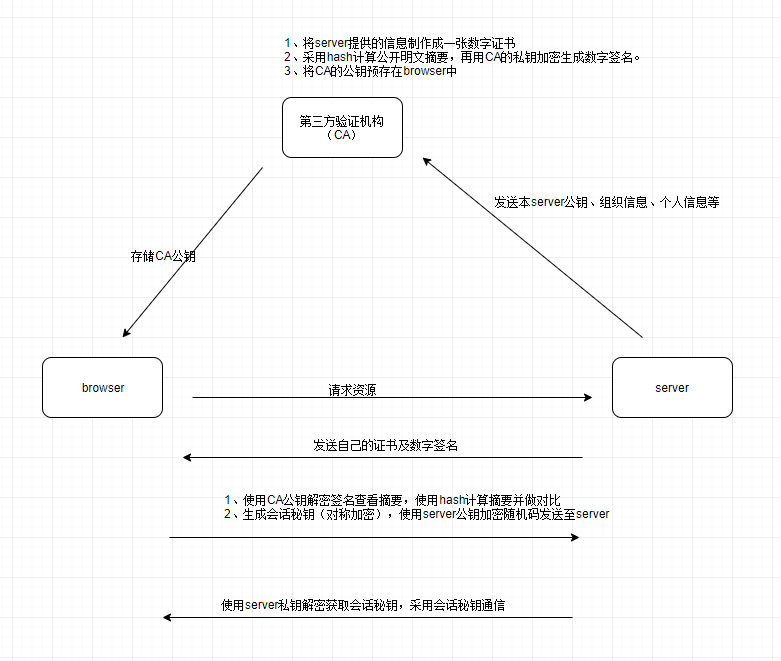 1、将server提供的信息制作成一张数字证书
2、采用hash计算公开明文摘要，再用CA的私钥加密生成数字签名。
3、将CA的公钥预存在browser中
第三方验证机构
（CA）
发送本server公钥、组织信息、个人信息等
存储CA公钥
browser
server
请求资源
发送自己的证书及数字签名
1、使用CA公钥解密签名查看摘要，使用hash计算摘要并做对比
2、生成会话秘钥（对称加密），使用server公钥加密随机码发送至server
使用server私钥解密获取会话秘钥，采用会话秘钥通信